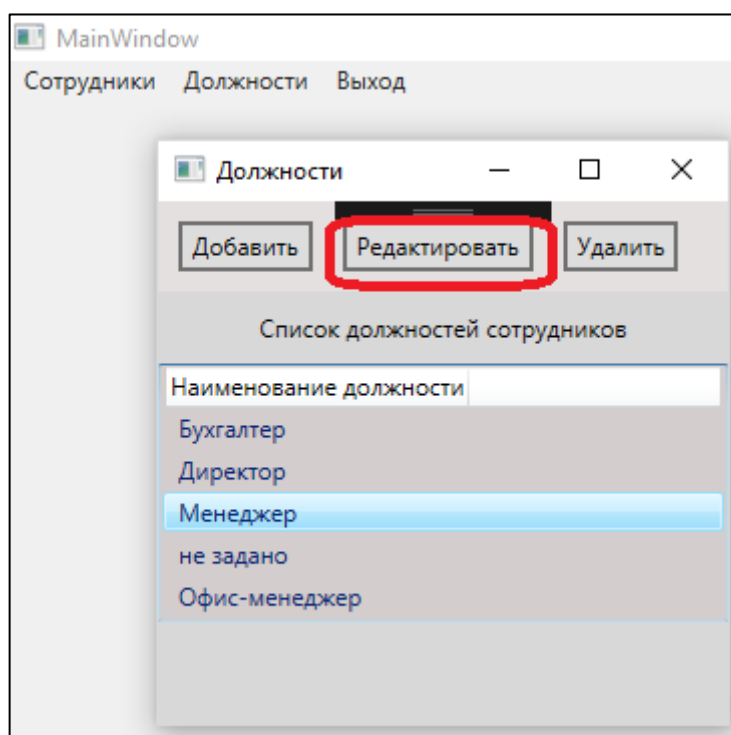 MainWindow
Сотрудники Должности Выход
Должности
Добавить Редактировать Удалить
Список должностей сотрудников
Наименование должности
Бухгалтер
Директор
Менеджер
не задано
Офис-менеджер